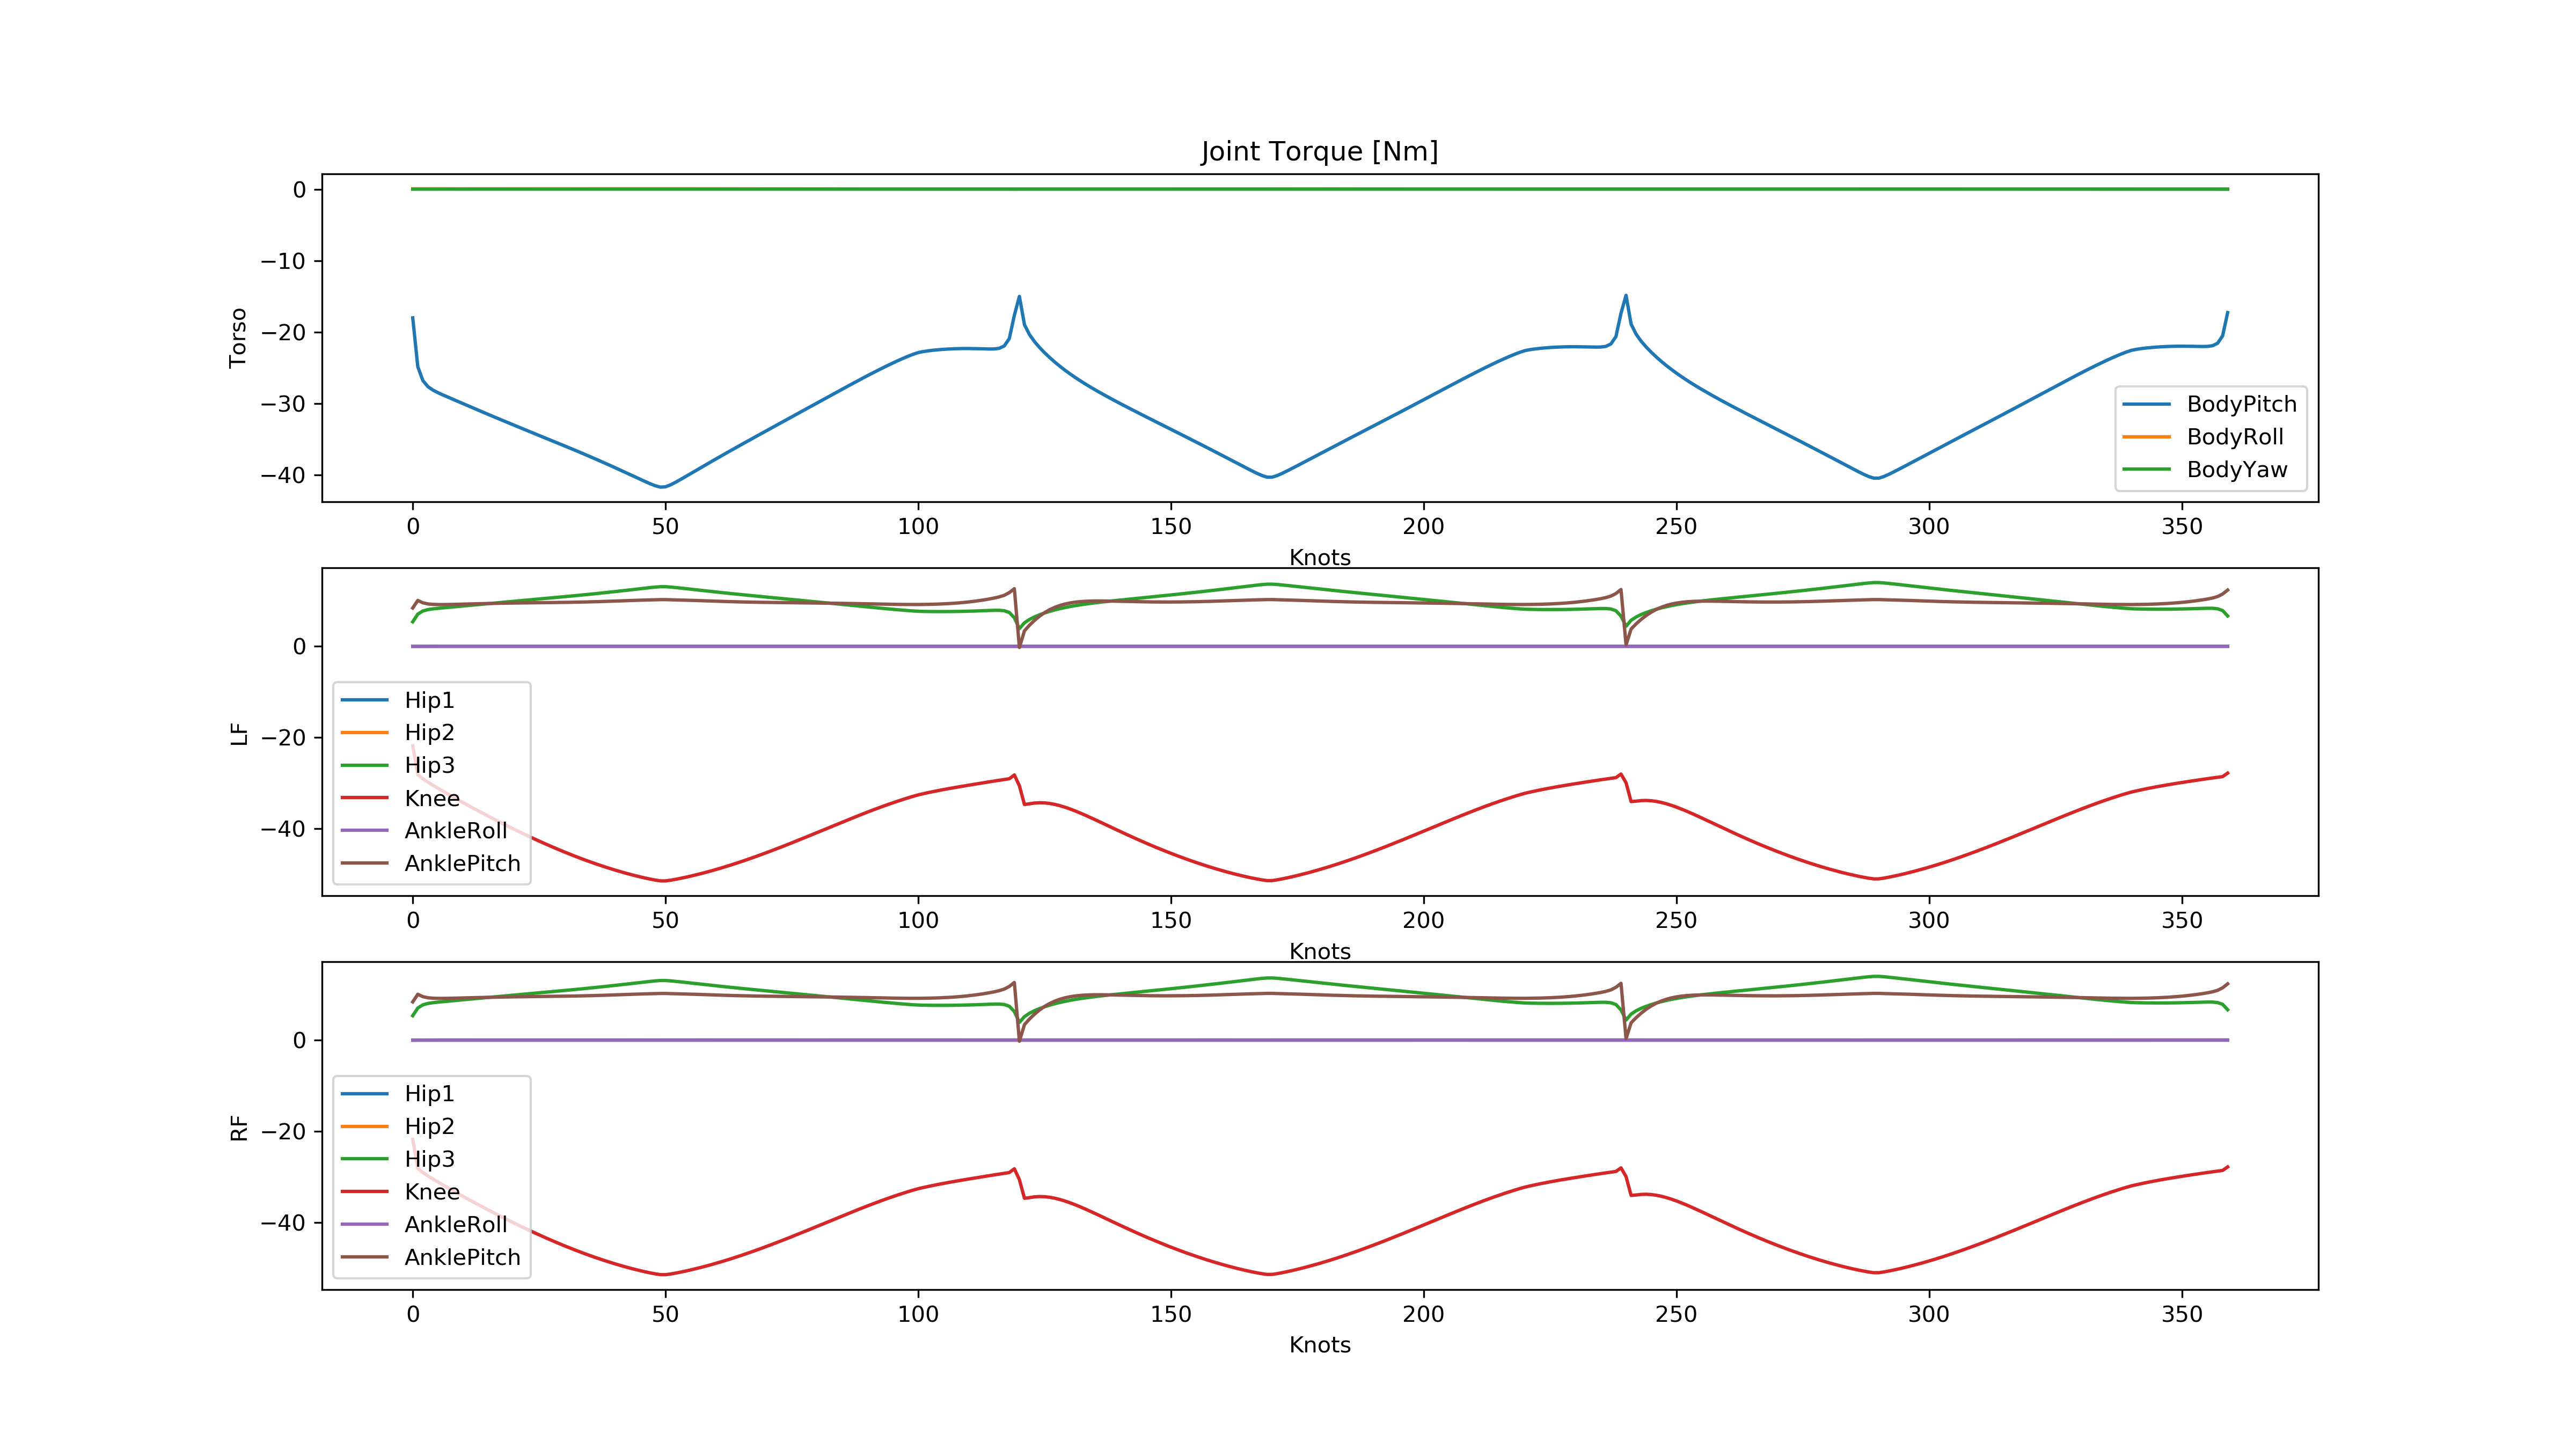 Joint Torque [Nm]
0
−10
−20
−30
−40
Torso
BodyPitch
BodyRoll
BodyYaw
0 50 100 150 200 250 300 350
Knots
0
−20
−40
LF
Hip1
Hip2
Hip3
Knee
AnkleRoll
AnklePitch
0 50 100 150 200 250 300 350
Knots
0
−20
−40
RF
Hip1
Hip2
Hip3
Knee
AnkleRoll
AnklePitch
0 50 100 150 200 250 300 350
Knots